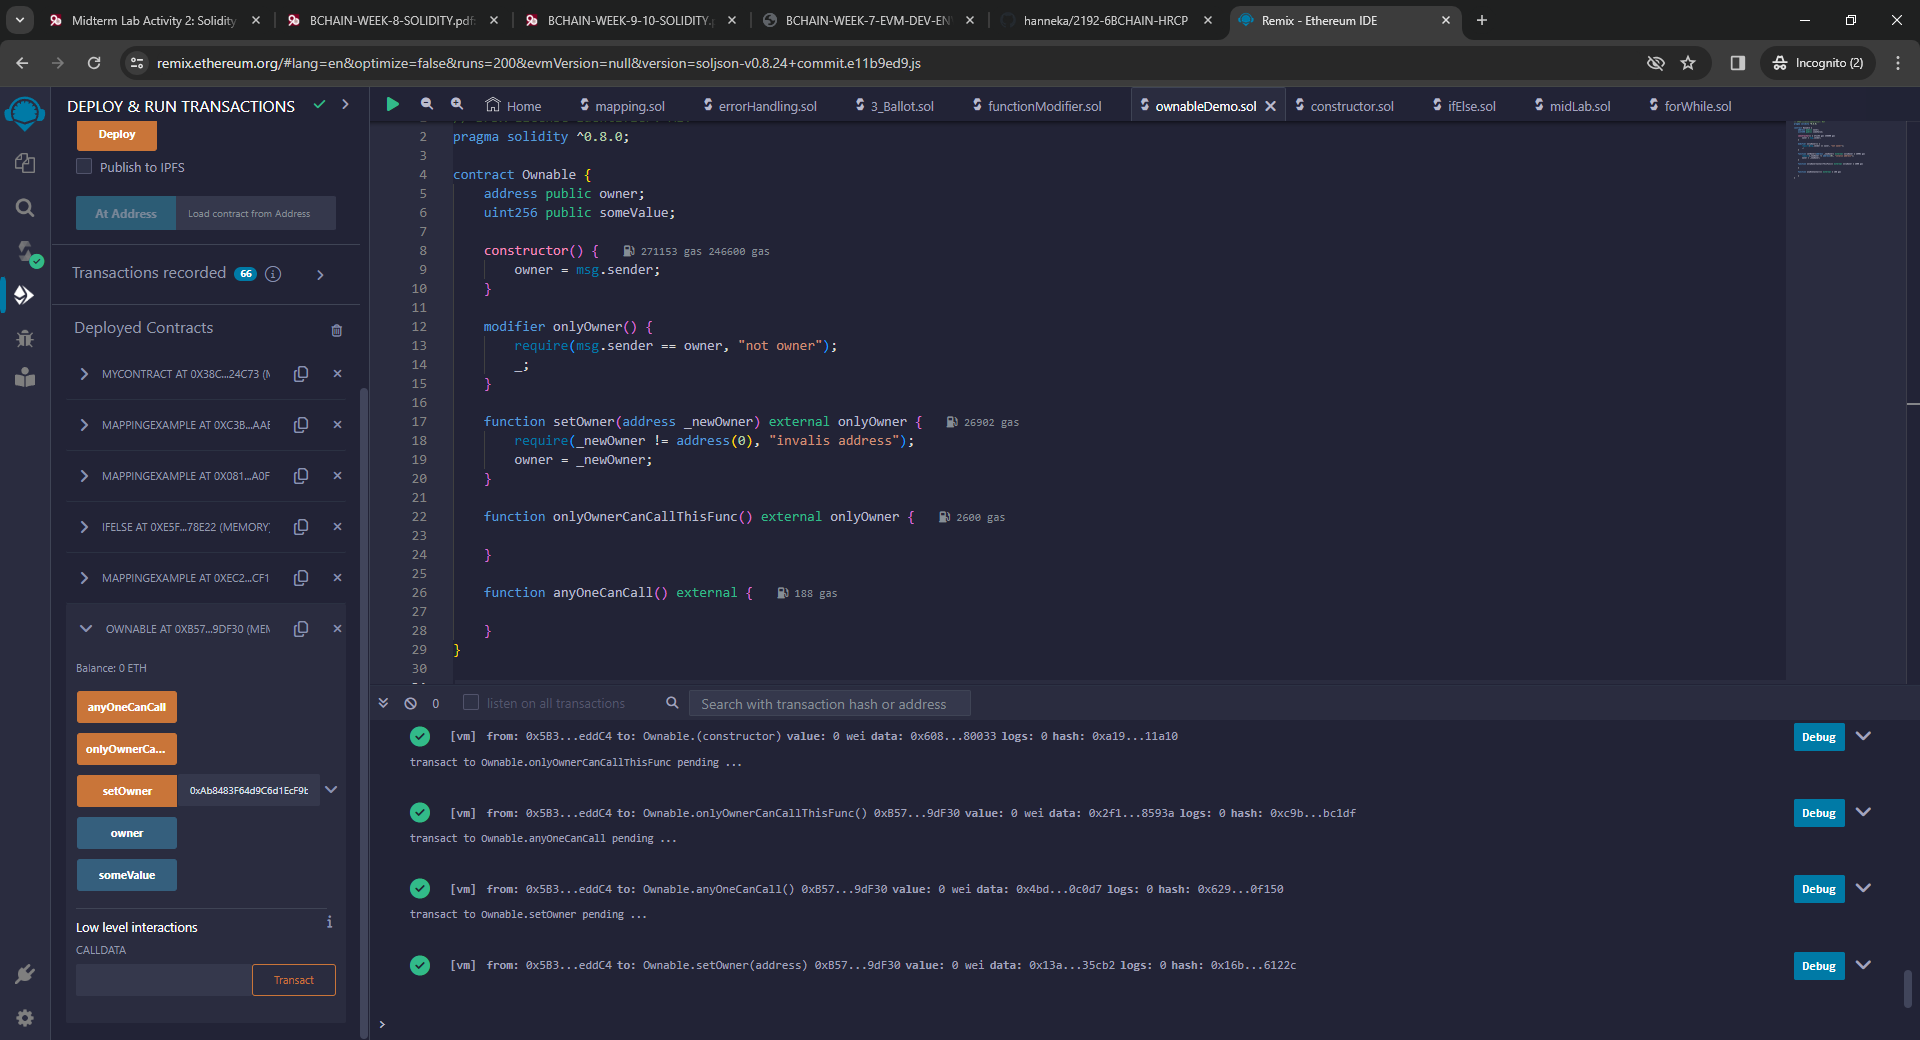 Midterm Lab Activity 2: Solidity
BCHAIN-WEEK-8-SOLIDITY.pdf
BCHAIN-WEEK-9-10-SOLIDITY.p
BCHAIN-WEEK-7-EVM-DEV-EN
hanneka/2192-6BCHAIN-HRCP
Remix - Ethereum IDE
remix.ethereum.org/#lang=en&optimize=false&runs=200&evmVersion=null&version=soljson-v0.8.24+commit.e11b9ed9.js
Incognito (2)
DEPLOY & RUN TRANSACTIONS
Deploy
Publish to IPFS
At Address
Load contract from Address
Transactions recorded 66
Deployed Contracts
MYCONTRACT AT 0X38C...24C73 (M
MAPPINGEXAMPLE AT 0XC3B...AAE
MAPPINGEXAMPLE AT 0X081...A0F
IFELSE AT 0XE5F...78E22 (MEMORY)
MAPPINGEXAMPLE AT 0XEC2...CF1
OWNABLE AT 0XB57...9DF30 (MEM
Balance: 0 ETH
anyOneCanCall
onlyOwnerCa...
setOwner 0xAb8483F64d9C6d1EcF9b
owner
someValue
Low level interactions
CALLDATA
Transact
Home
mapping.sol
errorHandling.sol
3_Ballot.sol
functionModifier.sol
ownableDemo.sol
constructor.sol
ifElse.sol
midLab.sol
forWhile.sol
2 pragma solidity ^0.8.0;
3
4 contract Ownable {
5 address public owner;
6 uint256 public someValue;
7
8 constructor() { 271153 gas 246600 gas
9 owner = msg.sender;
10 }
11
12 modifier onlyOwner() {
13 require(msg.sender == owner, "not owner");
14 _;
15 }
16
17 function setOwner(address _newOwner) external onlyOwner { 26902 gas
18 require(_newOwner != address(0), "invalis address");
19 owner = _newOwner;
20 }
21
22 function onlyOwnerCanCallThisFunc() external onlyOwner { 2600 gas
23
24 }
25
26 function anyOneCanCall() external { 188 gas
27
28 }
29 }
30
0 listen on all transactions Search with transaction hash or address
[vm] from: 0x5B3...eddC4 to: Ownable.(constructor) value: 0 wei data: 0x608...80033 logs: 0 hash: 0xa19...11a10
Debug
transact to Ownable.onlyOwnerCanCallThisFunc pending ...
[vm] from: 0x5B3...eddC4 to: Ownable.onlyOwnerCanCallThisFunc() 0xB57...9dF30 value: 0 wei data: 0x2f1...8593a logs: 0 hash: 0xc9b...bc1df
Debug
transact to Ownable.anyOneCanCall pending ...
[vm] from: 0x5B3...eddC4 to: Ownable.anyOneCanCall() 0xB57...9dF30 value: 0 wei data: 0x4bd...0c0d7 logs: 0 hash: 0x629...0f150
Debug
transact to Ownable.setOwner pending ...
[vm] from: 0x5B3...eddC4 to: Ownable.setOwner(address) 0xB57...9dF30 value: 0 wei data: 0x13a...35cb2 logs: 0 hash: 0x16b...6122c
Debug
>